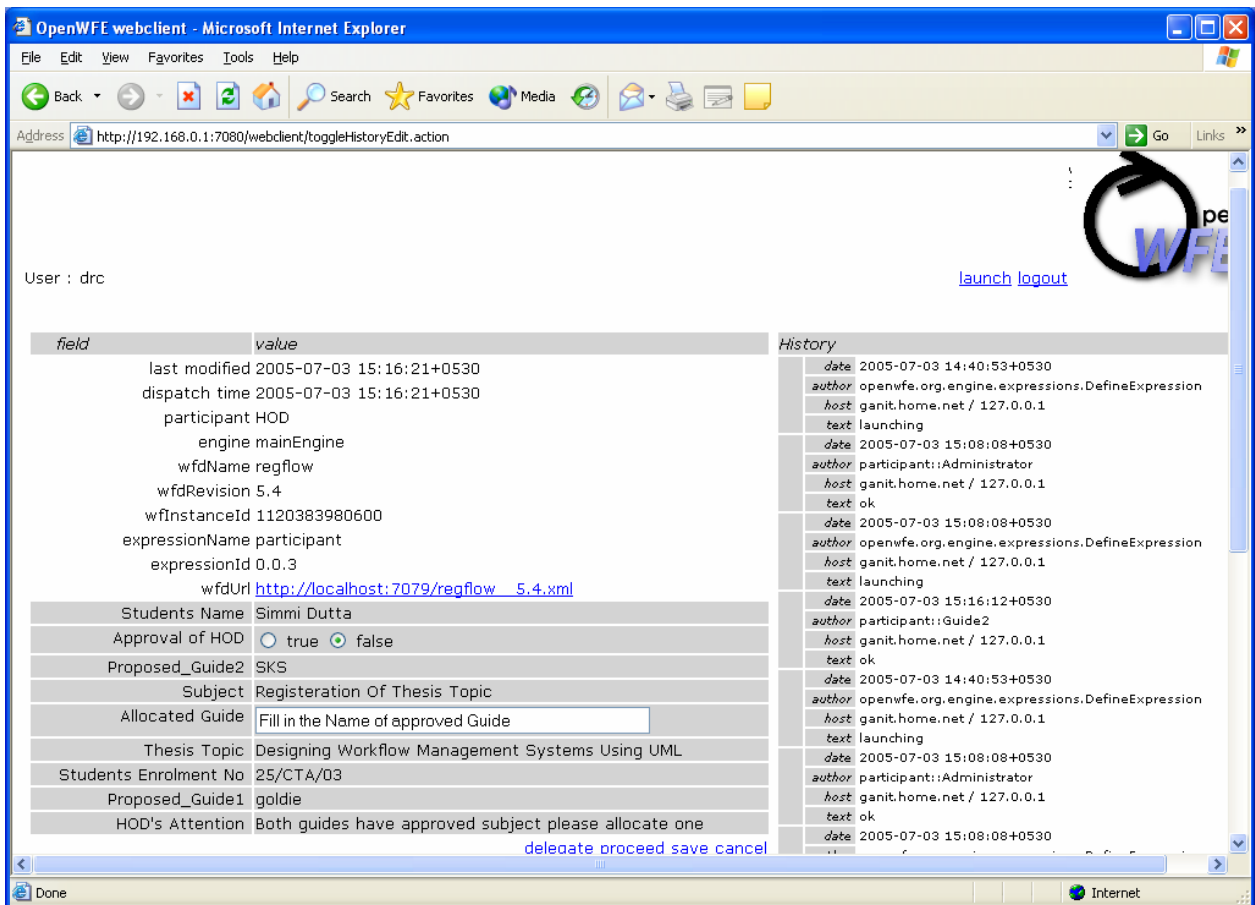 OpenWFE webclient - Microsoft Internet Explorer
File Edit View Favorites Tools Help
Back Search Favorites Media
Address http://192.168.0.1:7080/webclient/toggleHistoryEdit.action Go Links »
pe
WFE
User : drc
launch logout
field value
last modified 2005-07-03 15:16:21+0530
dispatch time 2005-07-03 15:16:21+0530
participant HOD
engine mainEngine
wfdName regflow
wfdRevision 5.4
wfInstanceId 1120383980600
expressionName participant
expressionId 0.0.3
wfdUrl http://localhost:7079/regflow__5.4.xml
Students Name Simmi Dutta
Approval of HOD true false
Proposed_Guide2 SKS
Subject Registeration Of Thesis Topic
Allocated Guide Fill in the Name of approved Guide
Thesis Topic Designing Workflow Management Systems Using UML
Students Enrolment No 25/CTA/03
Proposed_Guide1 goldie
HOD's Attention Both guides have approved subject please allocate one
delegate proceed save cancel
History
date 2005-07-03 14:40:53+0530
author openwfe.org.engine.expressions.DefineExpression
host ganit.home.net / 127.0.0.1
text launching
date 2005-07-03 15:08:08+0530
author participant::Administrator
host ganit.home.net / 127.0.0.1
text ok
date 2005-07-03 15:08:08+0530
author openwfe.org.engine.expressions.DefineExpression
host ganit.home.net / 127.0.0.1
text launching
date 2005-07-03 15:16:12+0530
author participant::Guide2
host ganit.home.net / 127.0.0.1
text ok
date 2005-07-03 14:40:53+0530
author openwfe.org.engine.expressions.DefineExpression
host ganit.home.net / 127.0.0.1
text launching
date 2005-07-03 15:08:08+0530
author participant::Administrator
host ganit.home.net / 127.0.0.1
text ok
date 2005-07-03 15:08:08+0530
Done Internet